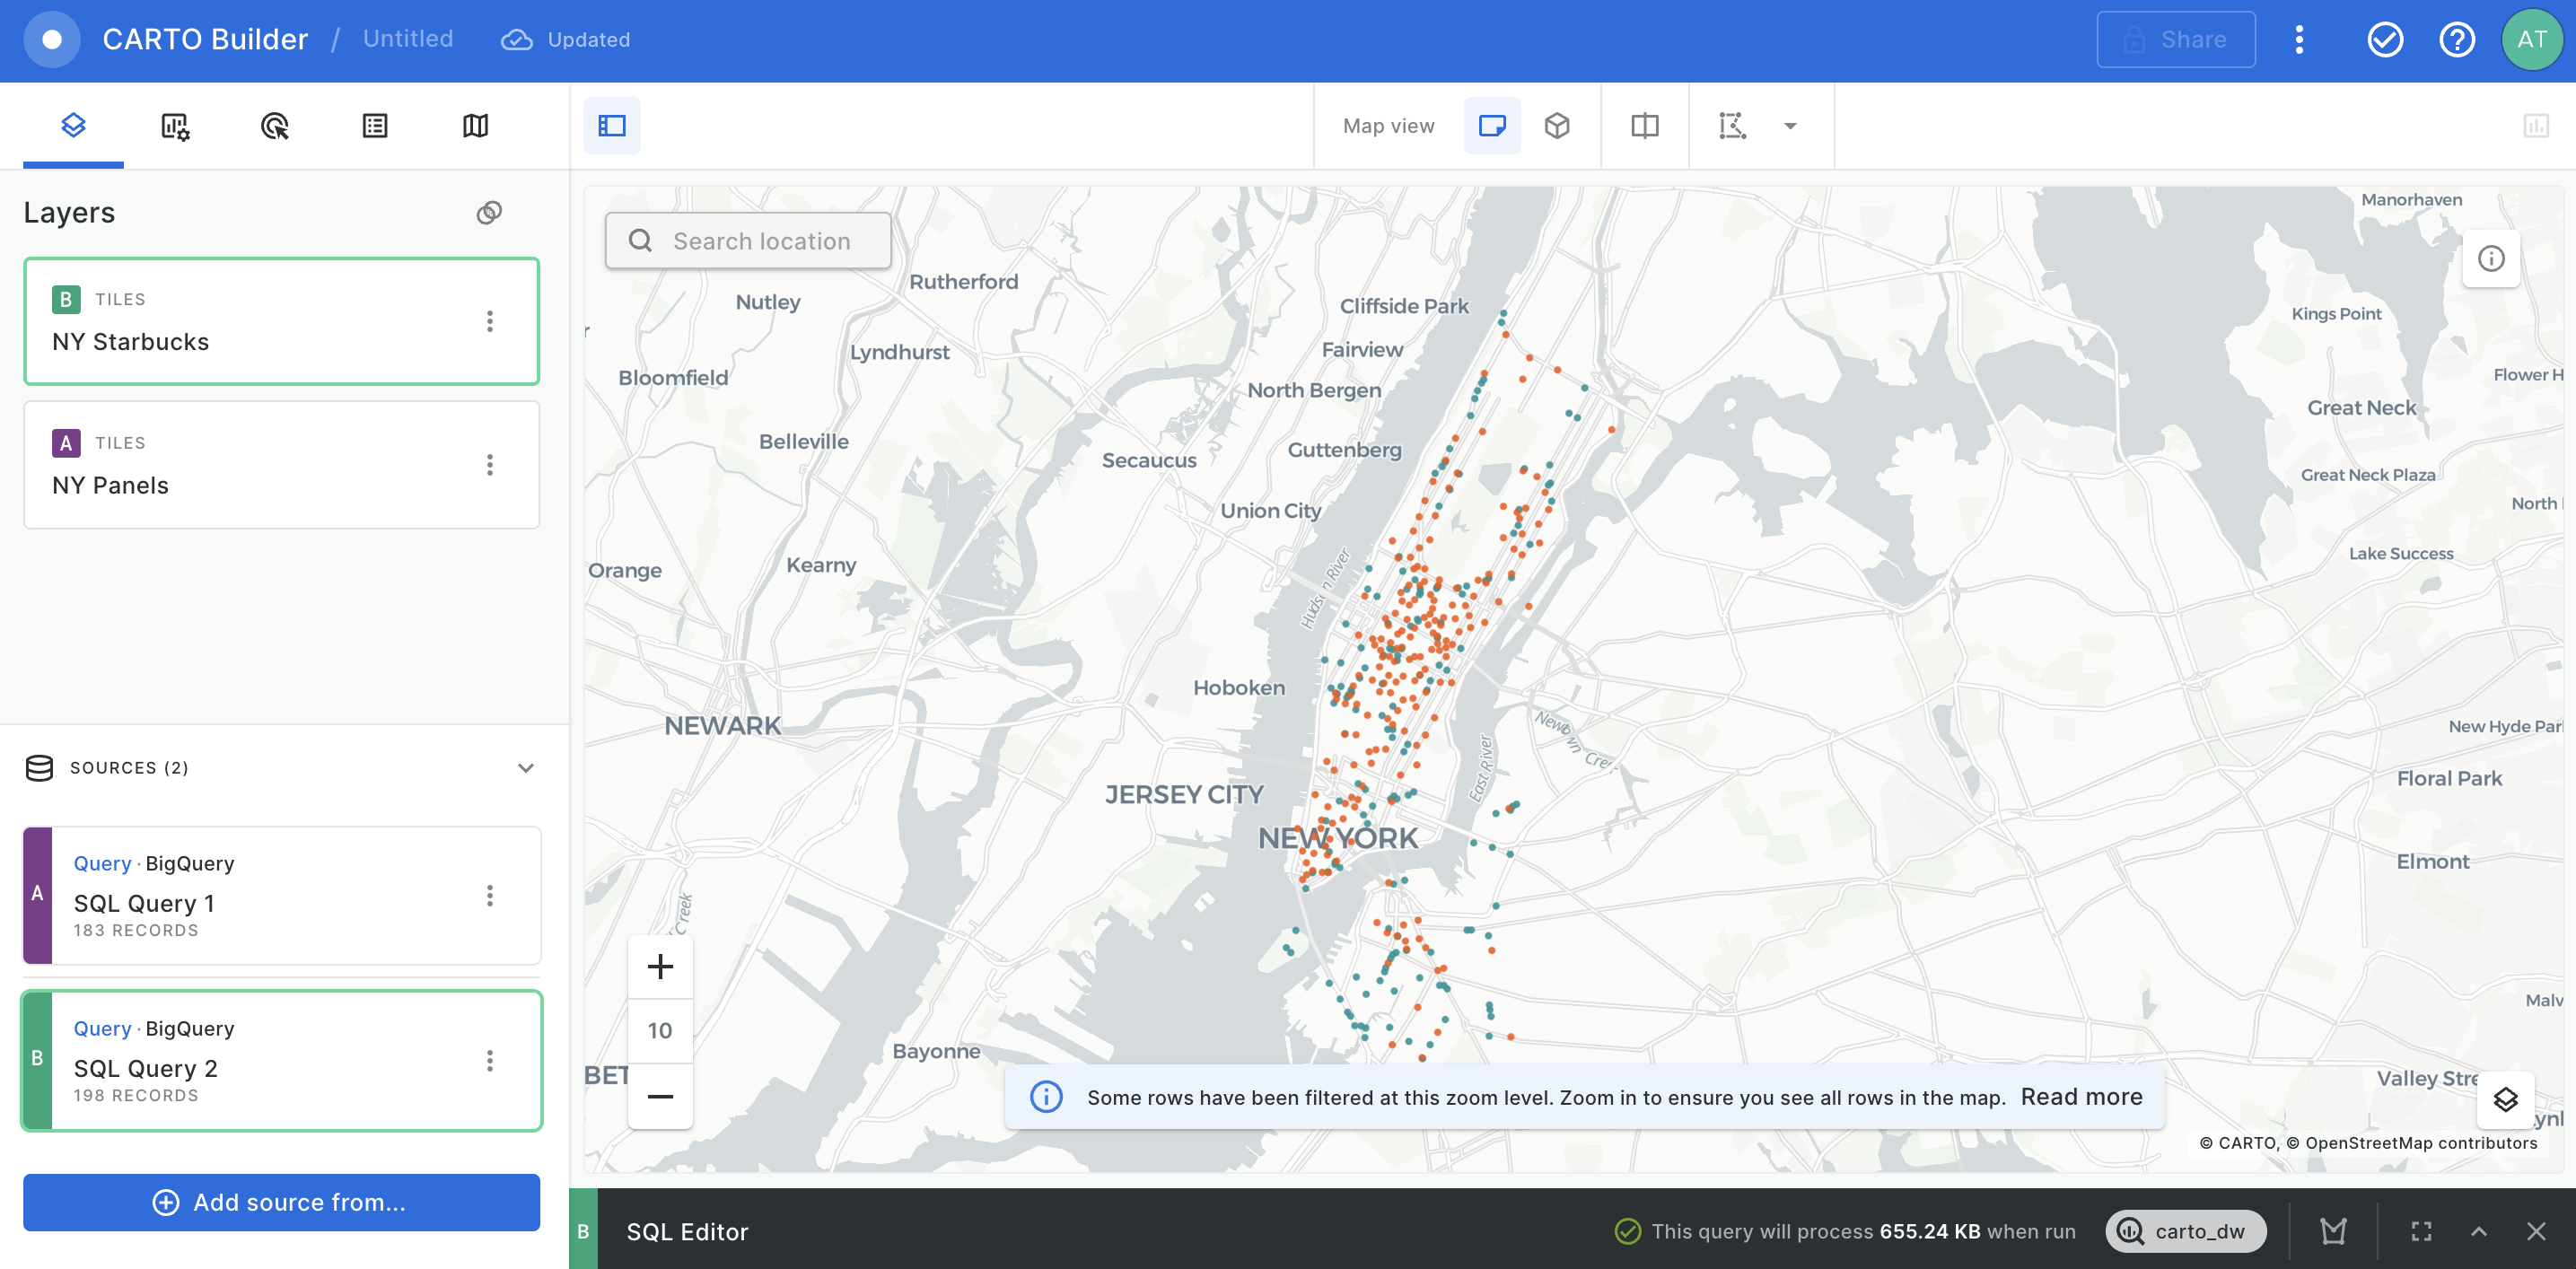 CARTO Builder / Untitled Updated
Share
AT
Map view
Layers
B TILES
NY Starbucks
A TILES
NY Panels
SOURCES (2)
A
Query · BigQuery
SQL Query 1
183 RECORDS
B
Query · BigQuery
SQL Query 2
198 RECORDS
Add source from...
Search location
Manorhaven
Rutherford
Nutley
Cliffside Park
Kings Point
Fairview
Lyndhurst
Bloomfield
Flower H
North Bergen
Great Neck
Belleville
Guttenberg
Secaucus
Great Neck Plaza
Union City
North
Lake Success
Kearny
Orange
Hudson River
Hoboken
NEWARK
Newtown Cree
New Hyde Par
East River
Floral Park
JERSEY CITY
NEW YORK
Elmont
Creek
Malv
10
Bayonne
BET
Valley Stre
ynl
Some rows have been filtered at this zoom level. Zoom in to ensure you see all rows in the map. Read more
© CARTO, © OpenStreetMap contributors
B SQL Editor
This query will process 655.24 KB when run
carto_dw